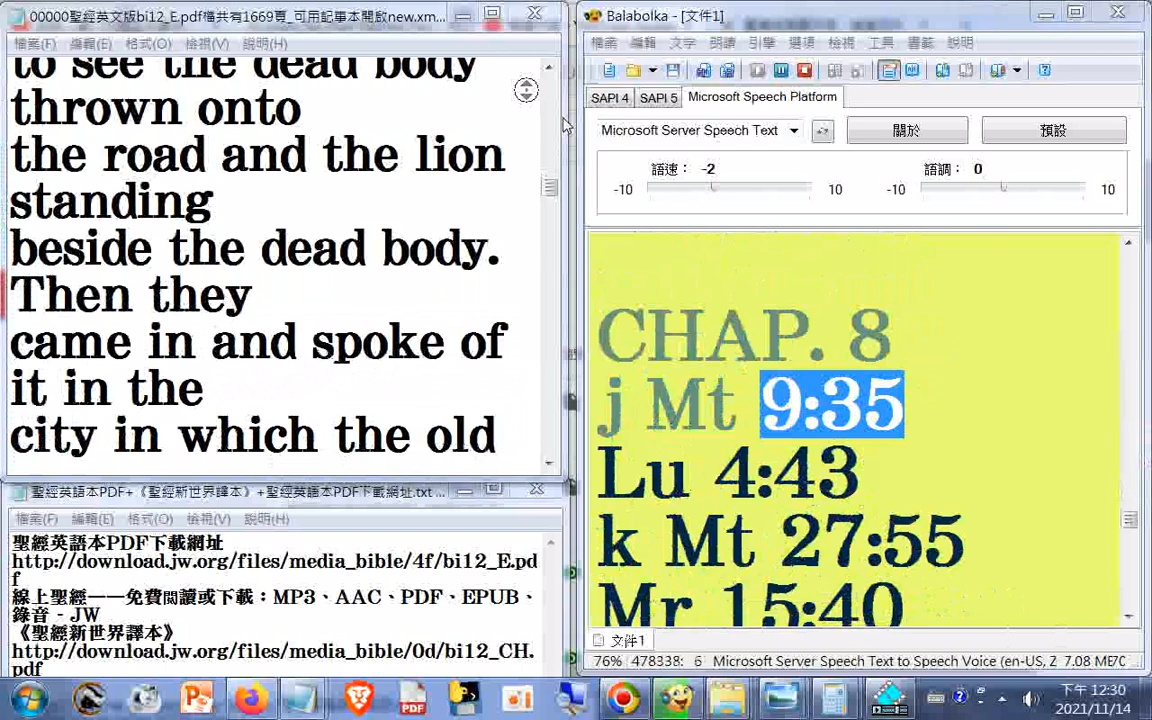 00000聖經英文版bi12_E.pdf檔共有1669頁_可用記事本開啟new.xm...
檔案(F) 編輯(E) 格式(O) 檢視(V) 說明(H)
to see the dead body
thrown onto
the road and the lion
standing
beside the dead body.
Then they
came in and spoke of
it in the
city in which the old
聖經英語本PDF+《聖經新世界譯本》+聖經英語本PDF下載網址.txt ...
檔案(F) 編輯(E) 格式(O) 檢視(V) 說明(H)
聖經英語本PDF下載網址
http://download.jw.org/files/media_bible/4f/bi12_E.pd
f
線上聖經——免費閱讀或下載：MP3、AAC、PDF、EPUB、
錄音 - JW
《聖經新世界譯本》
http://download.jw.org/files/media_bible/0d/bi12_CH.
pdf
Balabolka - [文件1]
檔案 編輯 文字 朗讀 引擎 選項 檢視 工具 書籤 說明
SAPI 4 SAPI 5 Microsoft Speech Platform
Microsoft Server Speech Text 關於 預設
語速： -2 語調： 0
-10 10 -10 10
CHAP. 8
j Mt 9:35
Lu 4:43
k Mt 27:55
Mr 15:40
文件1
76% 478338: 6 Microsoft Server Speech Text to Speech Voice (en-US, Z 7.08 ME
PDF
下午 12:30
2021/11/14